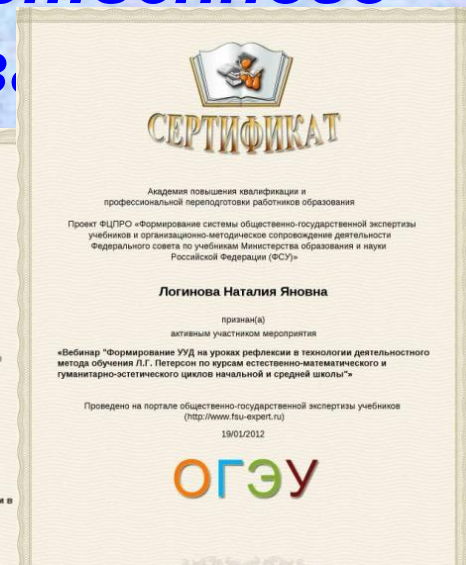 СЕРТИФИКАТ
Академия повышения квалификации и
профессиональной переподготовки работников образования
Проект ФЦПРО «Формирование системы общественно-государственной экспертизы
учебников и организационно-методическое сопровождение деятельности
Федерального совета по учебникам Министерства образования и науки
Российской Федерации (ФСУ)»
Логинова Наталия Яновна
признан(а)
активным участником мероприятия
«Вебинар "Формирование УУД на уроках рефлексии в технологии деятельностного
метода обучения Л.Г. Петерсон по курсам естественно-математического и
гуманитарно-эстетического циклов начальной и средней школы"»
Проведено на портале общественно-государственной экспертизы учебников
(http://www.fsu-expert.ru)
19/01/2012
ОГЭУ